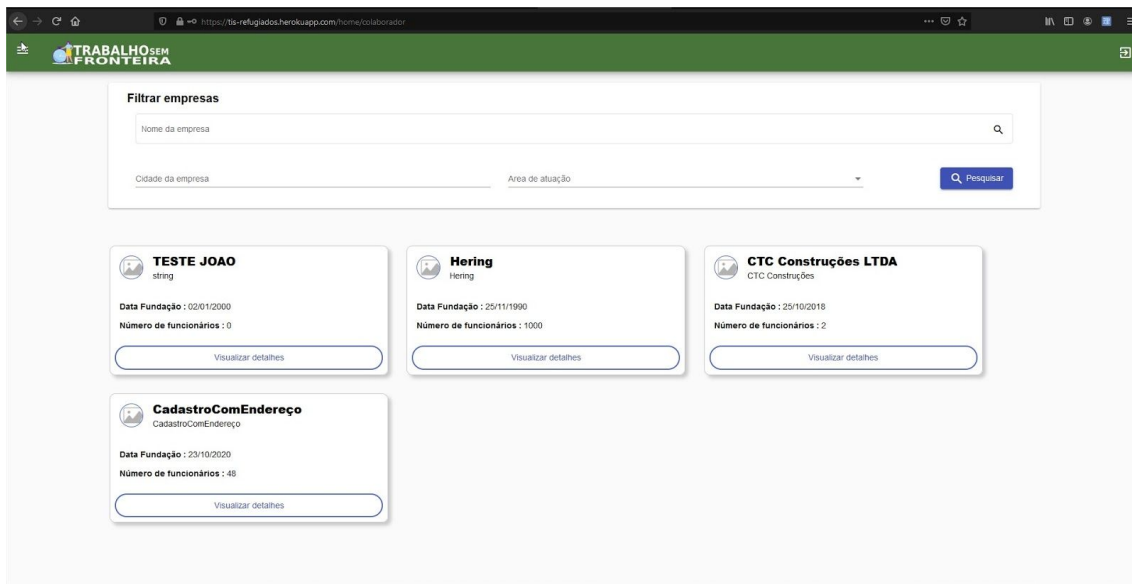 https://tis-refugiados.herokuapp.com/home/colaborador
TRABALHO SEM
FRONTEIRA
Filtrar empresas
Nome da empresa
Cidade da empresa
Area de atuação
Pesquisar
TESTE JOAO
string
Data Fundação : 02/01/2000
Número de funcionários : 0
Visualizar detalhes
Hering
Hering
Data Fundação : 25/11/1990
Número de funcionários : 1000
Visualizar detalhes
CTC Construções LTDA
CTC Construções
Data Fundação : 25/10/2018
Número de funcionários : 2
Visualizar detalhes
CadastroComEndereço
CadastroComEndereço
Data Fundação : 23/10/2020
Número de funcionários : 48
Visualizar detalhes